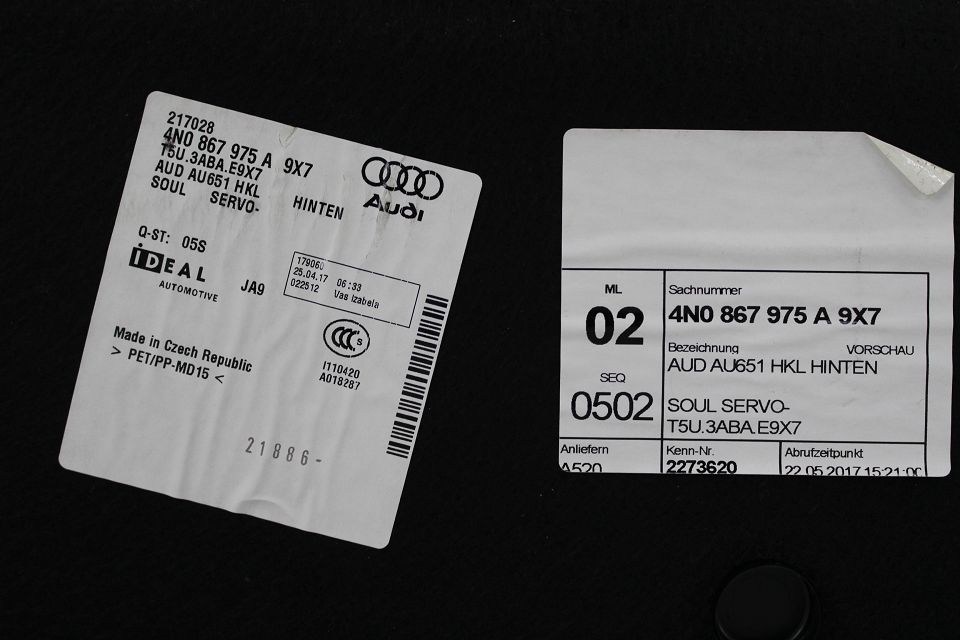 217028
4N0 867 975 A 9X7
T5U.3ABA.E9X7
AUD AU651 HKL
SOUL SERVO- HINTEN
Audi
Q-ST: 05S
iDEAL
AUTOMOTIVE
JA9
179060
25.04.17 06:33
022512 Vas Izabela
CCC S
I110420
A018287
Made in Czech Republic
> PET/PP-MD15 <
21886-
ML
02
SEQ
0502
Sachnummer
4N0 867 975 A 9X7
Bezeichnung VORSCHAU
AUD AU651 HKL HINTEN
SOUL SERVO-
T5U.3ABA.E9X7
Anliefern
A520
Kenn-Nr.
2273620
Abrufzeitpunkt
22.05.2017 15:21:00